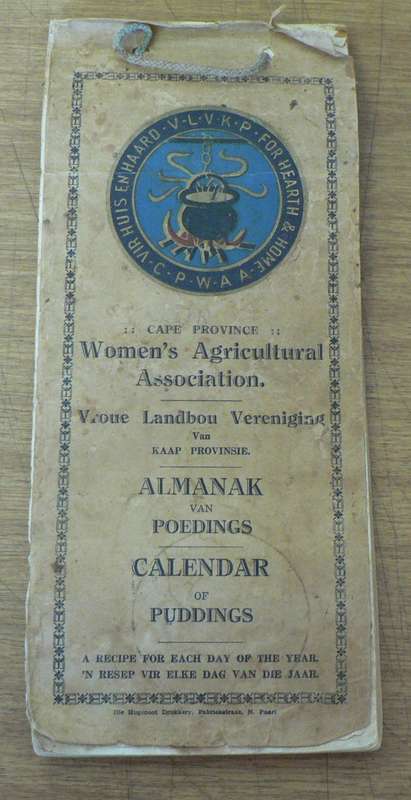 VIR HUIS EN HAARD · V · L · V · K · P · FOR HEARTH & HOME · C · P · W · A · A ·
:: CAPE PROVINCE ::
Women's Agricultural
Association.
Vroue Landbou Vereniging
Van
KAAP PROVINSIE.
ALMANAK
VAN
POEDINGS
CALENDAR
OF
PUDDINGS
A RECIPE FOR EACH DAY OF THE YEAR.
'N RESEP VIR ELKE DAG VAN DIE JAAR.
Die Hugenoot Drukkery, Fabriekstraat, N. Paarl